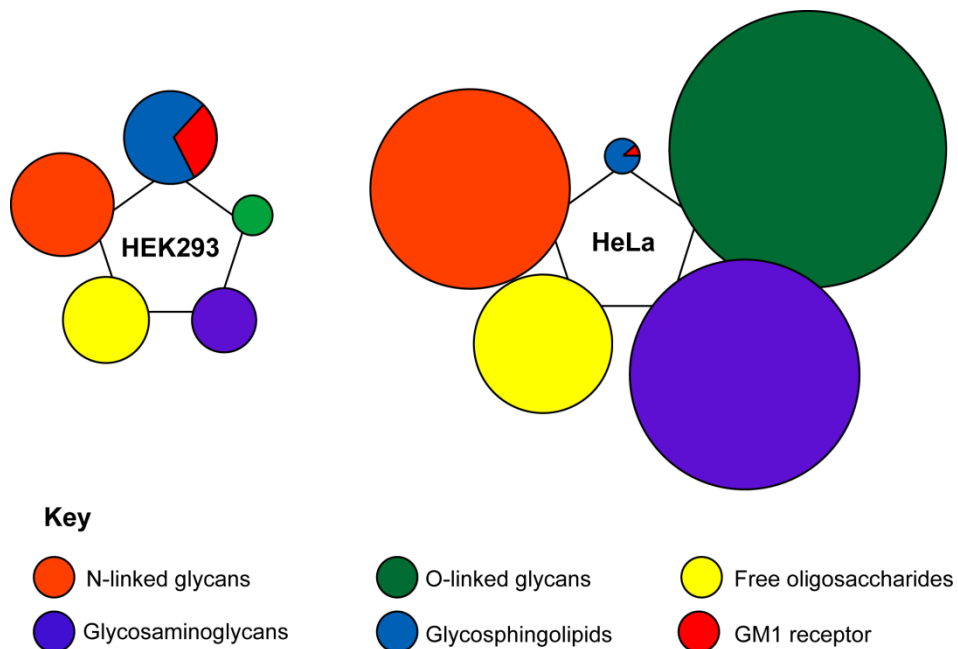 HEK293
HeLa
Key
N-linked glycans
O-linked glycans
Free oligosaccharides
Glycosaminoglycans
Glycosphingolipids
GM1 receptor